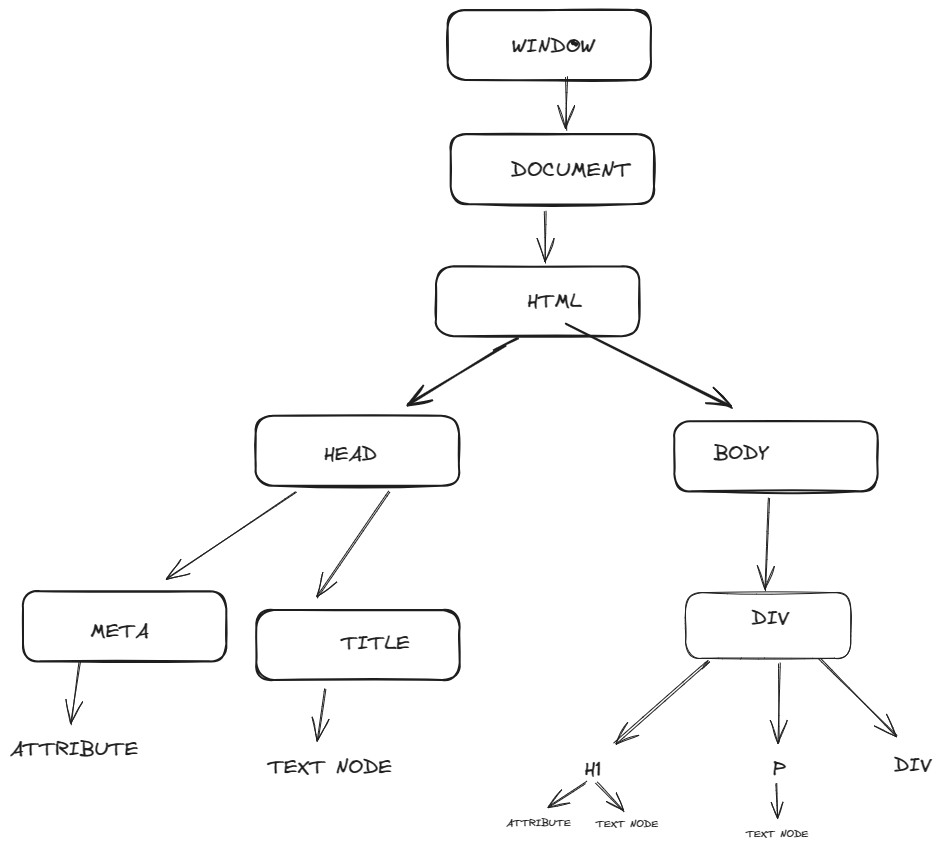 WINDOW
DOCUMENT
HTML
HEAD
BODY
META
TITLE
DIV
ATTRIBUTE
TEXT NODE
H1
P
DIV
ATTRIBUTE
TEXT NODE
TEXT NODE